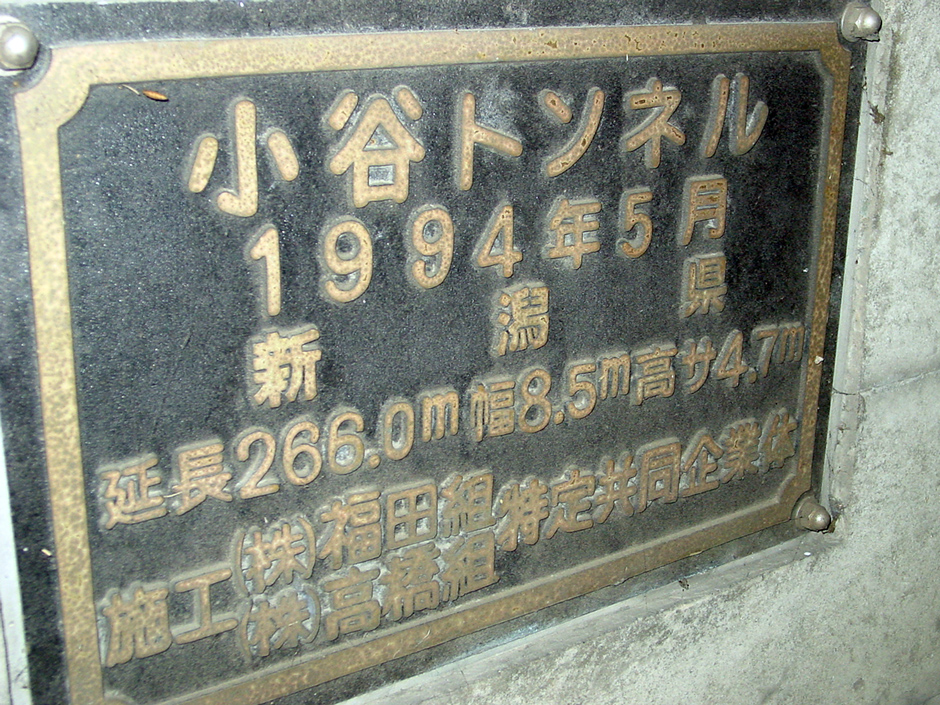 小谷トンネル
1994年5月
新潟県
延長266.0m幅8.5m高サ4.7m
施工(株)福田組特定共同企業体
(株)高橋組